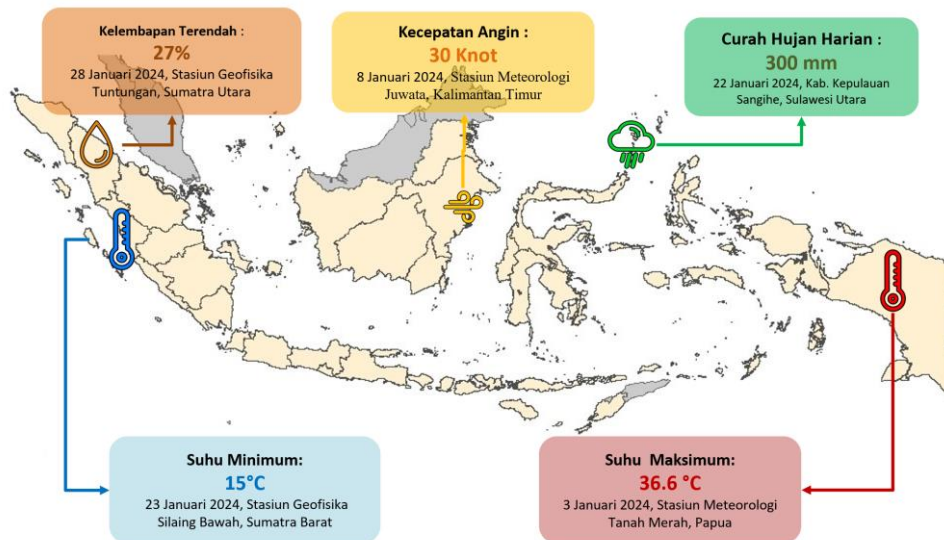 Kelembapan Terendah :
27%
28 Januari 2024, Stasiun Geofisika
Tuntungan, Sumatra Utara
Kecepatan Angin :
30 Knot
8 Januari 2024, Stasiun Meteorologi
Juwata, Kalimantan Timur
Curah Hujan Harian :
300 mm
22 Januari 2024, Kab. Kepulauan
Sangihe, Sulawesi Utara
Suhu Minimum:
15°C
23 Januari 2024, Stasiun Geofisika
Silaing Bawah, Sumatra Barat
Suhu Maksimum:
36.6 °C
3 Januari 2024, Stasiun Meteorologi
Tanah Merah, Papua